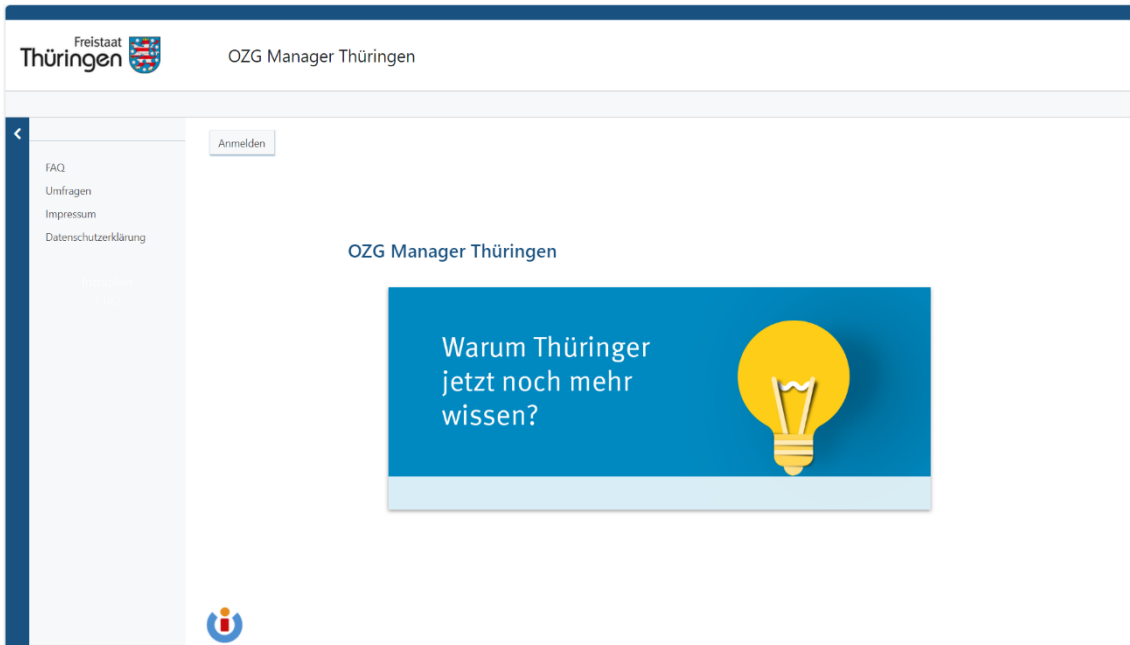 Freistaat
Thüringen
OZG Manager Thüringen
Anmelden
FAQ
Umfragen
Impressum
Datenschutzerklärung
OZG Manager Thüringen
Warum Thüringer
jetzt noch mehr
wissen?